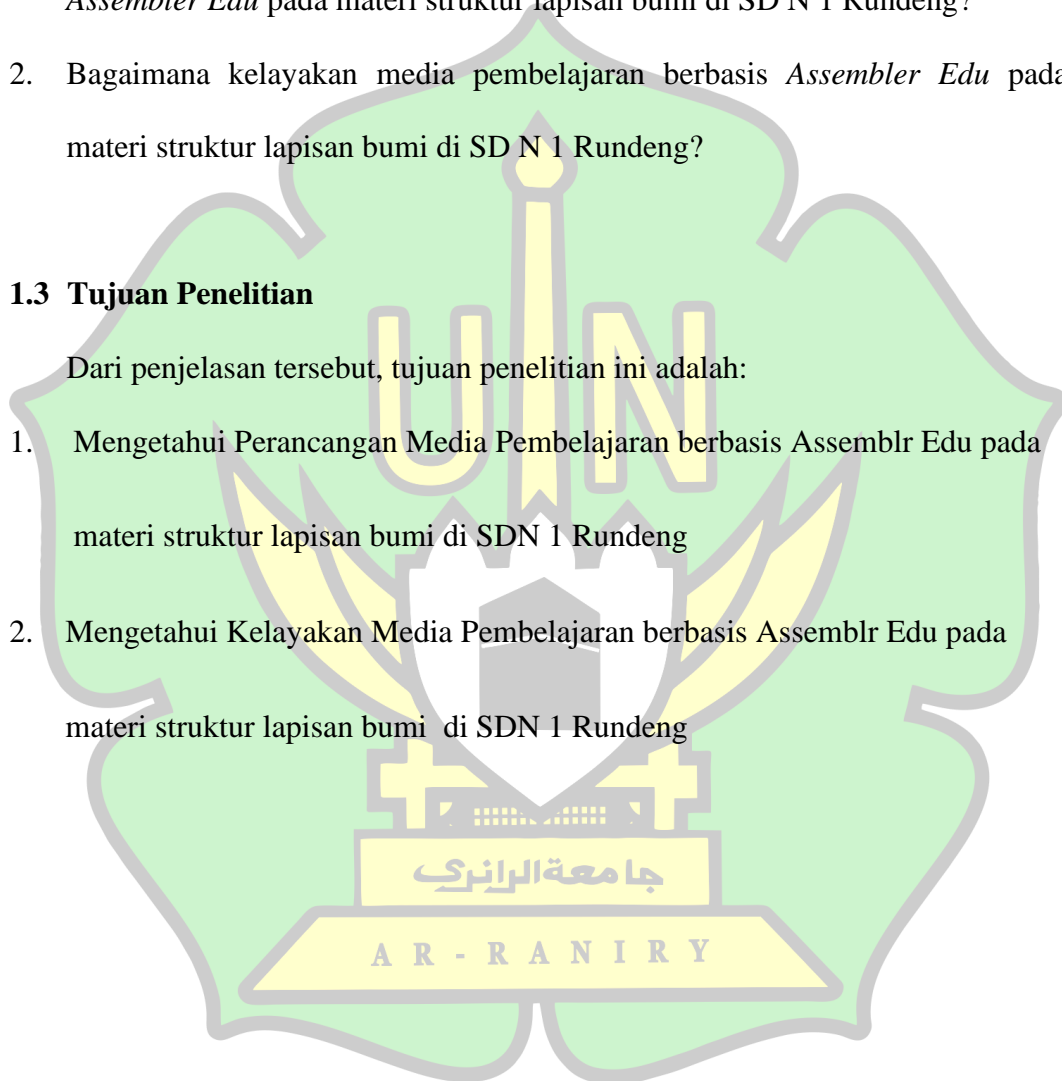 Assembler Edu pada materi struktur lapisan bumi di SD N 1 Rundeng?
2. Bagaimana kelayakan media pembelajaran berbasis Assembler Edu pada
materi struktur lapisan bumi di SD N 1 Rundeng?
1.3 Tujuan Penelitian
Dari penjelasan tersebut, tujuan penelitian ini adalah:
1. Mengetahui Perancangan Media Pembelajaran berbasis Assemblr Edu pada
materi struktur lapisan bumi di SDN 1 Rundeng
2. Mengetahui Kelayakan Media Pembelajaran berbasis Assemblr Edu pada
materi struktur lapisan bumi di SDN 1 Rundeng
UIN
جامعة الرانري
AR-RANIRY